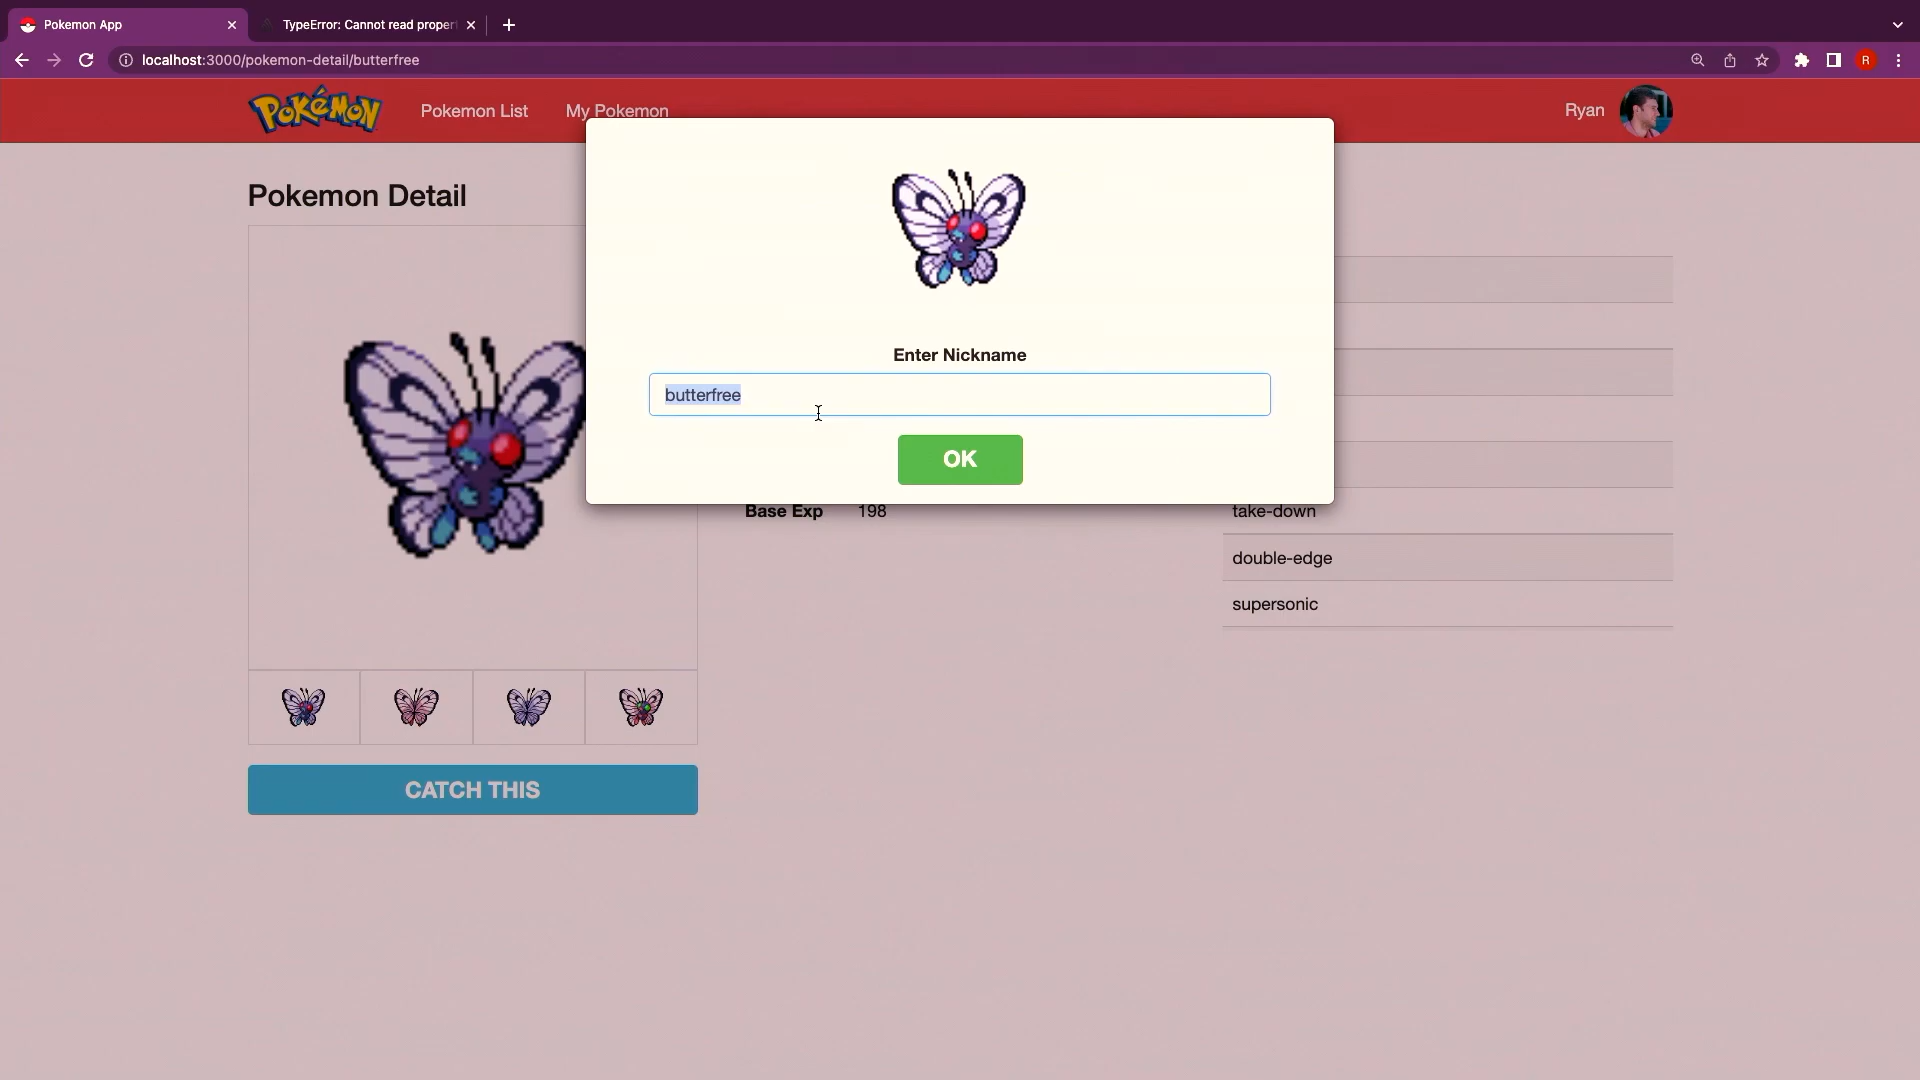 Pokemon App
TypeError: Cannot read proper
localhost:3000/pokemon-detail/butterfree
R
POKéMON
Pokemon List
My Pokemon
Ryan
Pokemon Detail
Enter Nickname
butterfree
OK
Base Exp 198
take-down
double-edge
supersonic
CATCH THIS